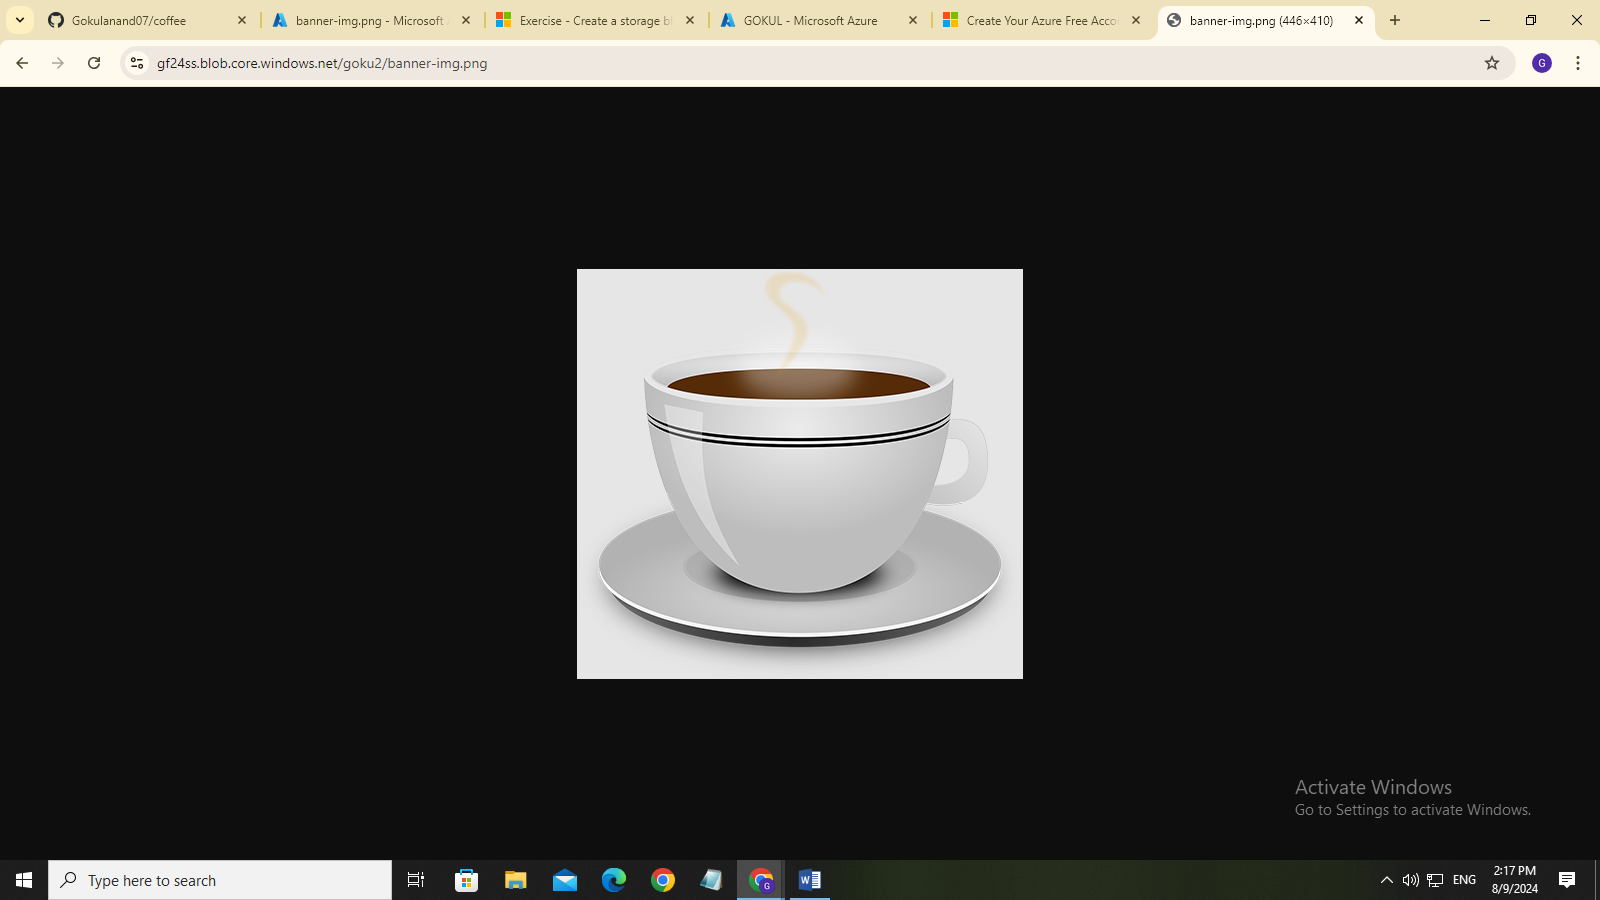 Gokulanand07/coffee
banner-img.png - Microsoft
Exercise - Create a storage bl
GOKUL - Microsoft Azure
Create Your Azure Free Acco
banner-img.png (446×410)
gf24ss.blob.core.windows.net/goku2/banner-img.png
G
Activate Windows
Go to Settings to activate Windows.
Type here to search
G
W
ENG
2:17 PM
8/9/2024